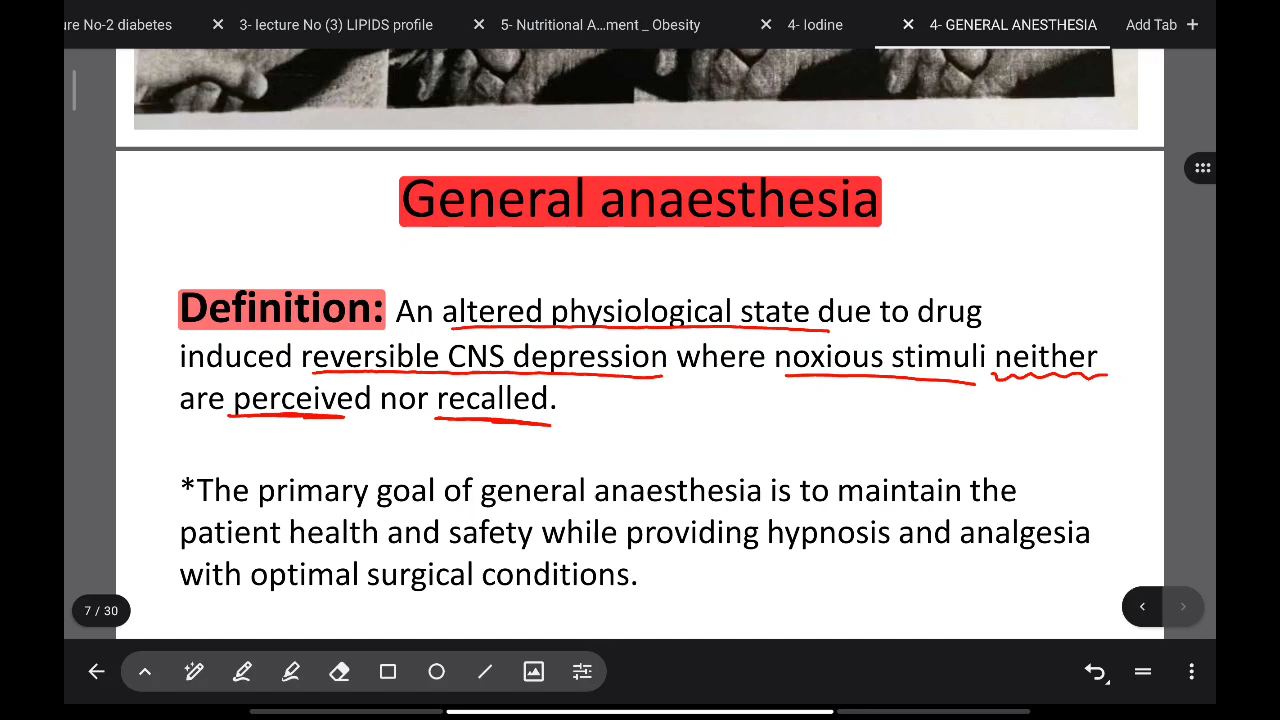 ure No-2 diabetes
3- lecture No (3) LIPIDS profile
5- Nutritional A...ment _ Obesity
4- Iodine
4- GENERAL ANESTHESIA
Add Tab
General anaesthesia
Definition: An altered physiological state due to drug
induced reversible CNS depression where noxious stimuli neither
are perceived nor recalled.
*The primary goal of general anaesthesia is to maintain the
patient health and safety while providing hypnosis and analgesia
with optimal surgical conditions.
7 / 30